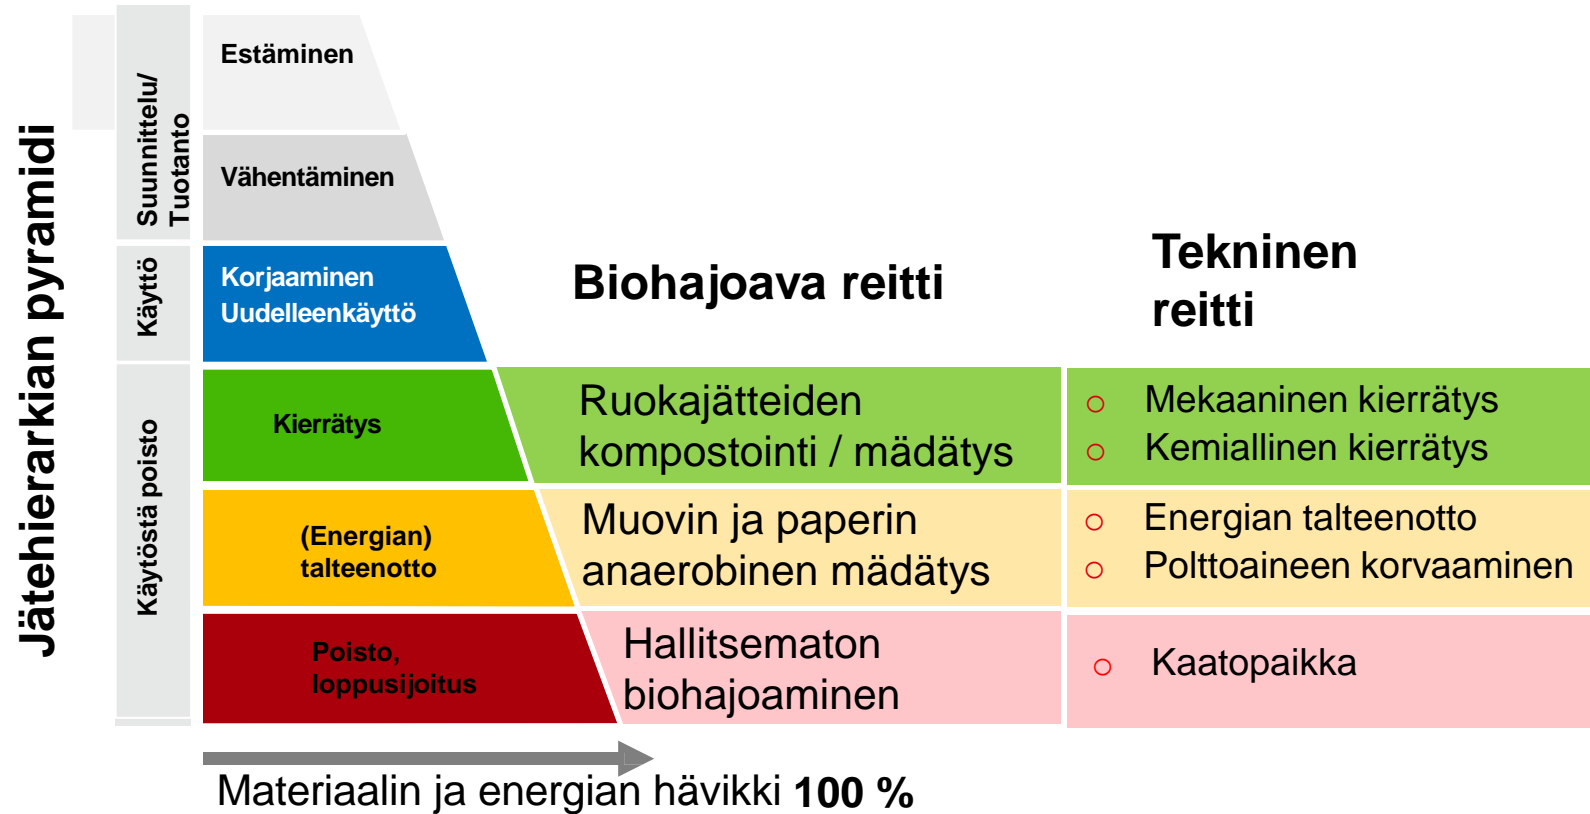 Jätehierarkian pyramidi
Suunnittelu/
Tuotanto
Estäminen
Vähentäminen
Käytö
Korjaaminen
Uudelleenkäyttö
Biohajoava reitti
Tekninen
reitti
Käytöstä poisto
Kierrätys
Ruokajätteiden
kompostointi / mädätys
o Mekaaninen kierrätys
o Kemiallinen kierrätys
(Energian)
talteenotto
Muovin ja paperin
anaerobinen mädätys
o Energian talteenotto
o Polttoaineen korvaaminen
Poisto,
loppusijoitus
Hallitsematon
biohajoaminen
o Kaatopaikka
Materiaalin ja energian hävikki 100 %